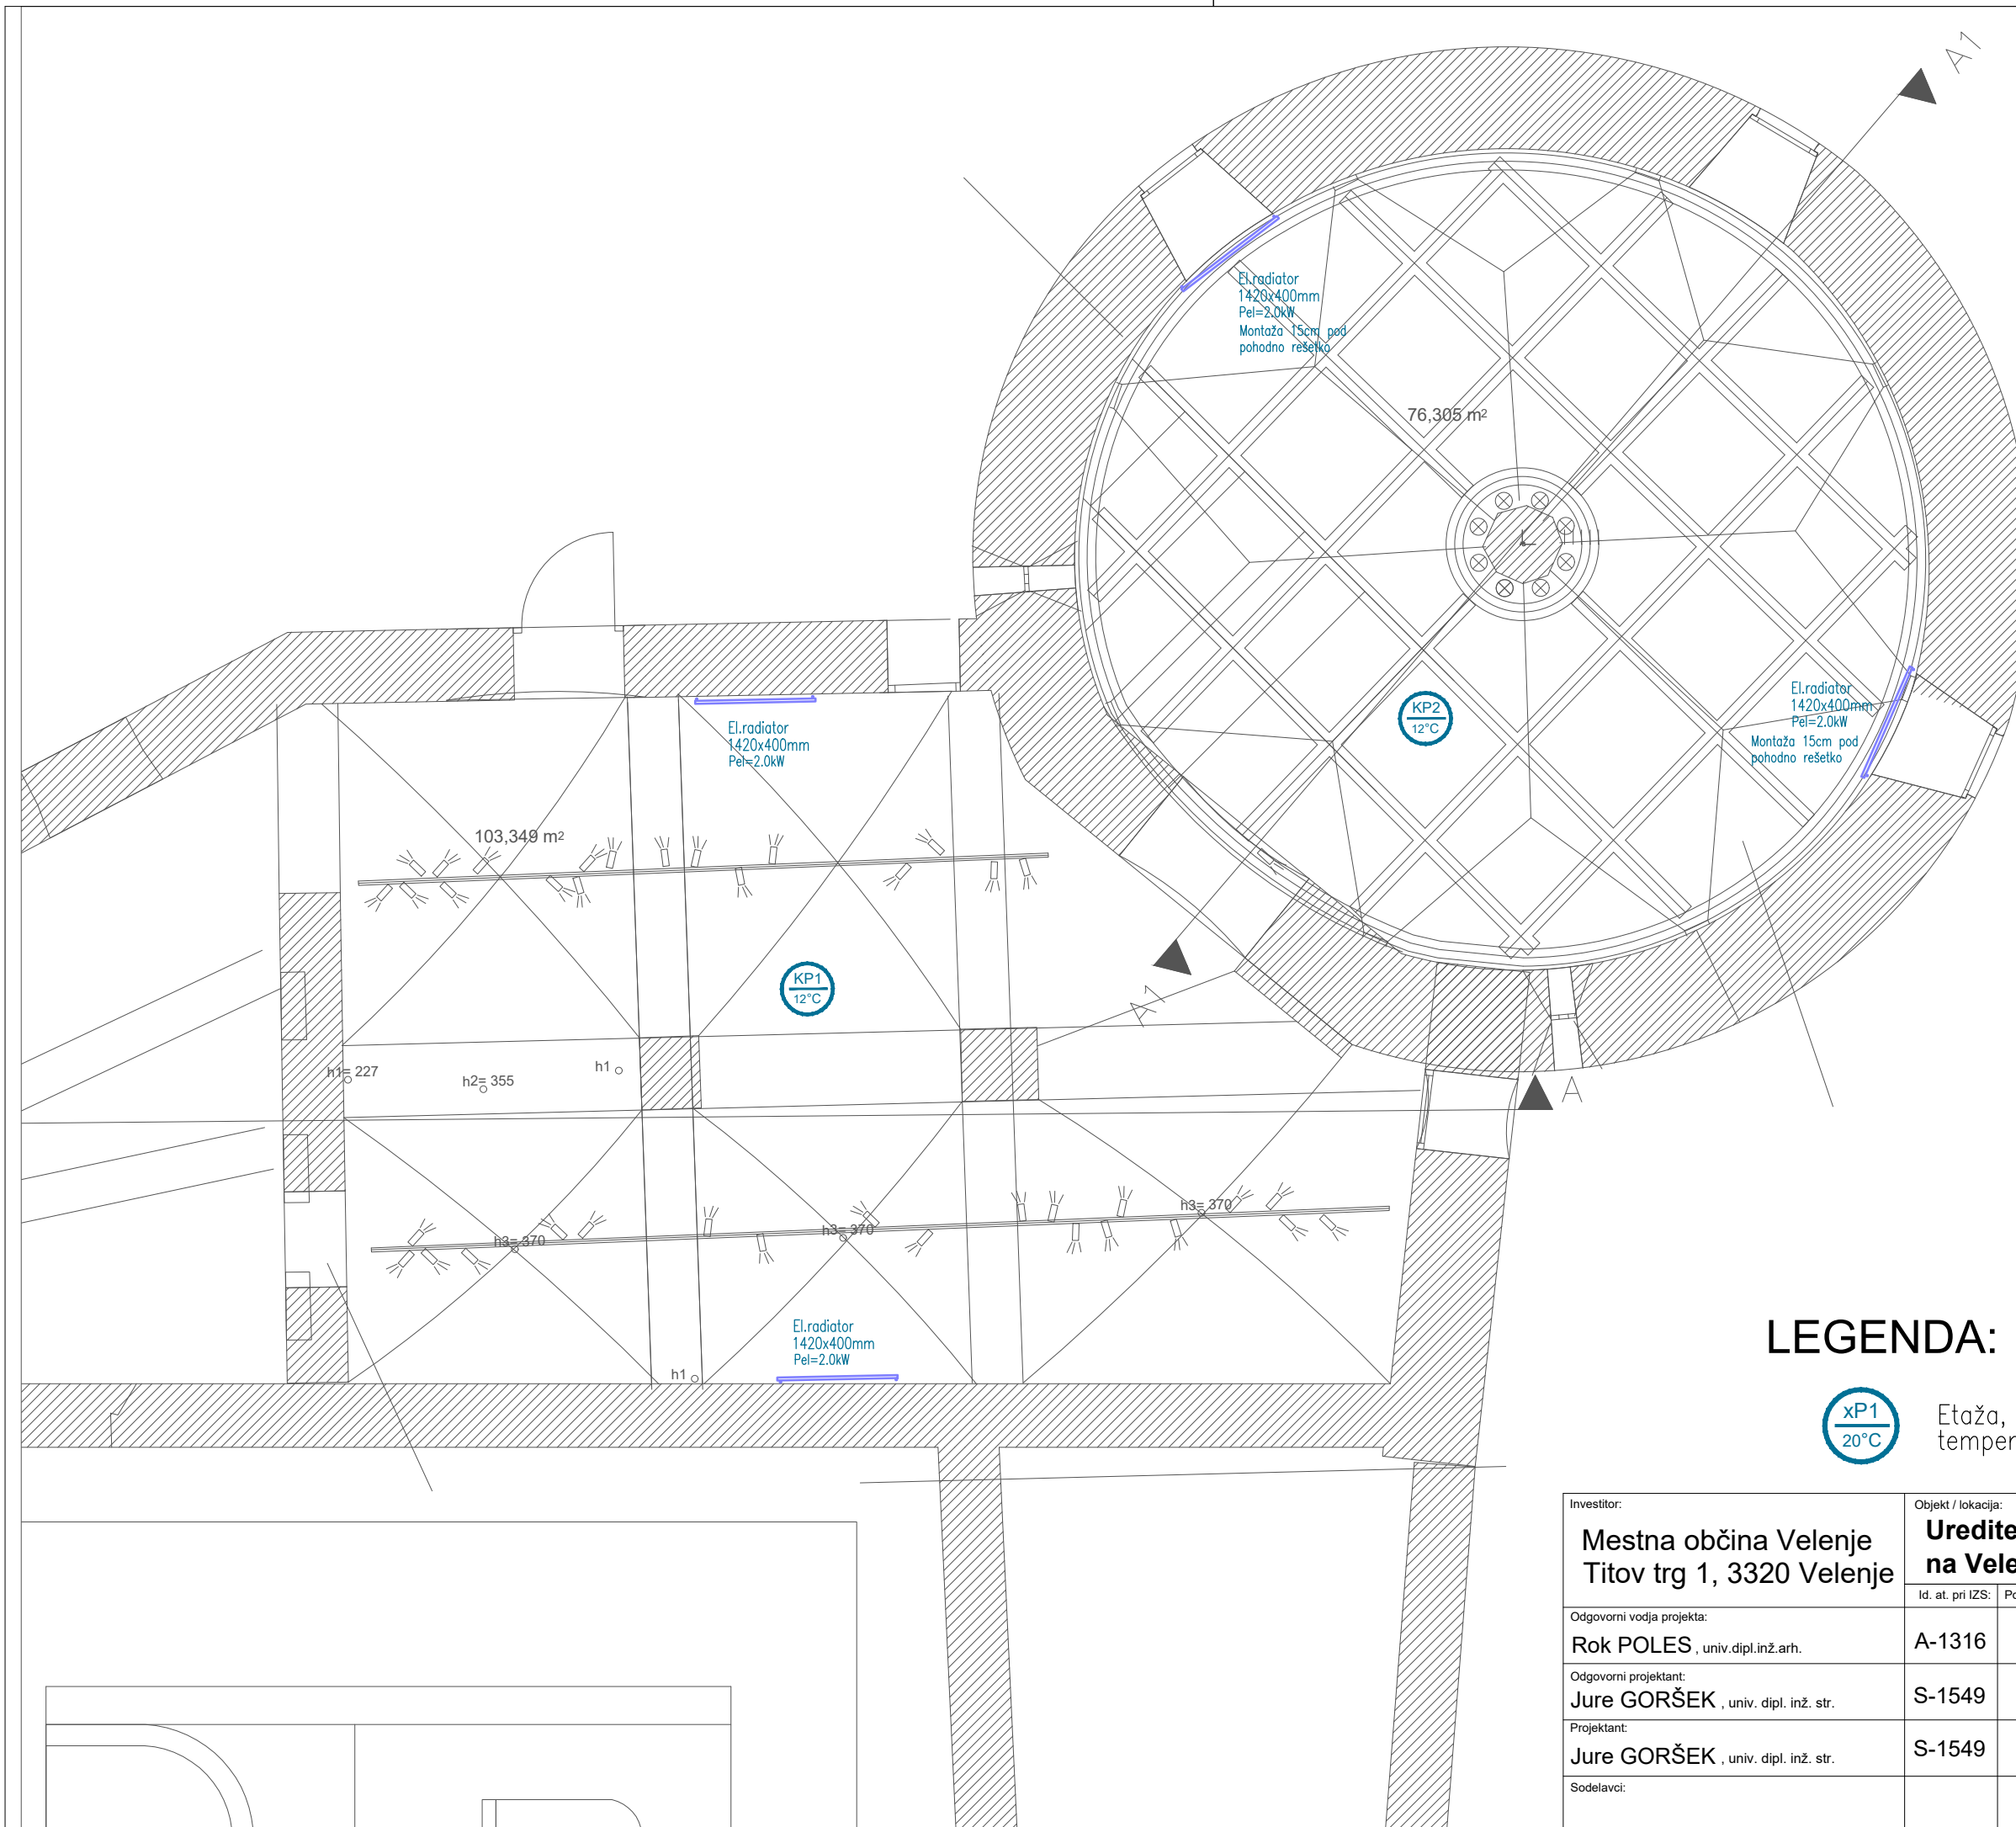 A1
El.radiator
1420x400mm
Pel=2.0kW
Montaža 15cm pod
pohodno rešetko
76,305 m²
KP2
12°C
El.radiator
1420x400mm
Pel=2.0kW
Montaža 15cm pod
pohodno rešetko
El.radiator
1420x400mm
Pel=2.0kW
103,349 m²
KP1
12°C
A1
h1= 227
h2= 355
h1
A
h3= 370
h3= 370
h3= 370
El.radiator
1420x400mm
Pel=2.0kW
h1
LEGENDA:
xP1
20°C
Etaža,
Investitor:
Mestna občina Velenje
Titov trg 1, 3320 Velenje
Objekt / lokacija:
na
Id. at. pri IZS:
Odgovorni vodja projekta:
Rok POLES , univ.dipl.inž.arh.
A-1316
Odgovorni projektant:
Jure GORŠEK , univ. dipl. inž. str.
S-1549
Projektant:
Jure GORŠEK , univ. dipl. inž. str.
S-1549
Sodelavci: